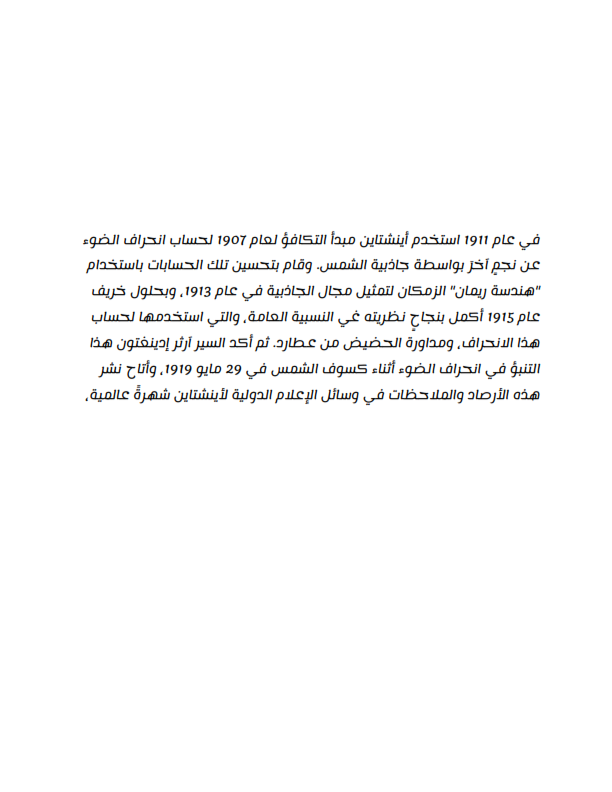 في عام 1911 استخدم أينشتاين مبدأ التكافؤ لعام 1907 لحساب انحراف الضوء
عن نجمٍ آخرَ بواسطة جاذبية الشمس. وقام بتحسين تلك الحسابات باستخدام
"هندسة ريمان" الزمكان لتمثيل مجال الجاذبية في عام 1913، وبحلول خريف
عام 1915 أكمل بنجاحٍ نظريته غي النسبية العامة، والتي استخدمها لحساب
هذا الانحراف، ومداورة الحضيض من عطارد. ثم أكد السير آرثر إدينغتون هذا
التنبؤ في انحراف الضوء أثناء كسوف الشمس في 29 مايو 1919، وأتاح نشر
هذه الأرصاد والملاحظات في وسائل الإعلام الدولية لأينشتاين شهرةً عالمية،